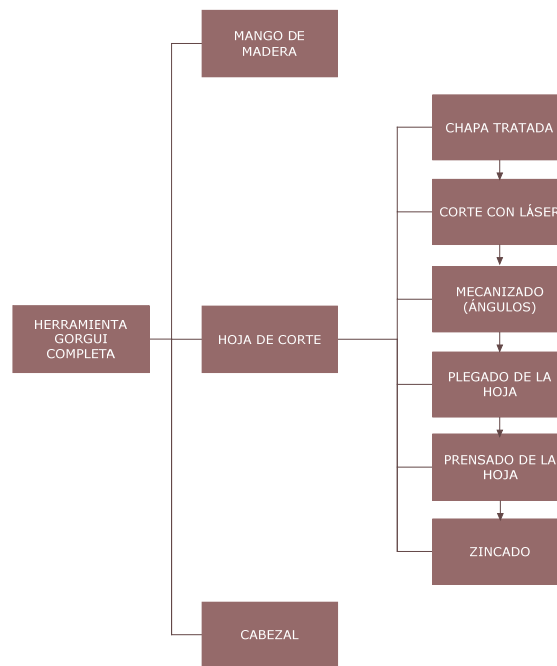 MANGO DE
MADERA
CHAPA TRATADA
CORTE CON LÁSER
MECANIZADO
(ÁNGULOS)
HERRAMIENTA
GORGUI
COMPLETA
HOJA DE CORTE
PLEGADO DE LA
HOJA
PRENSADO DE LA
HOJA
ZINCADO
CABEZAL